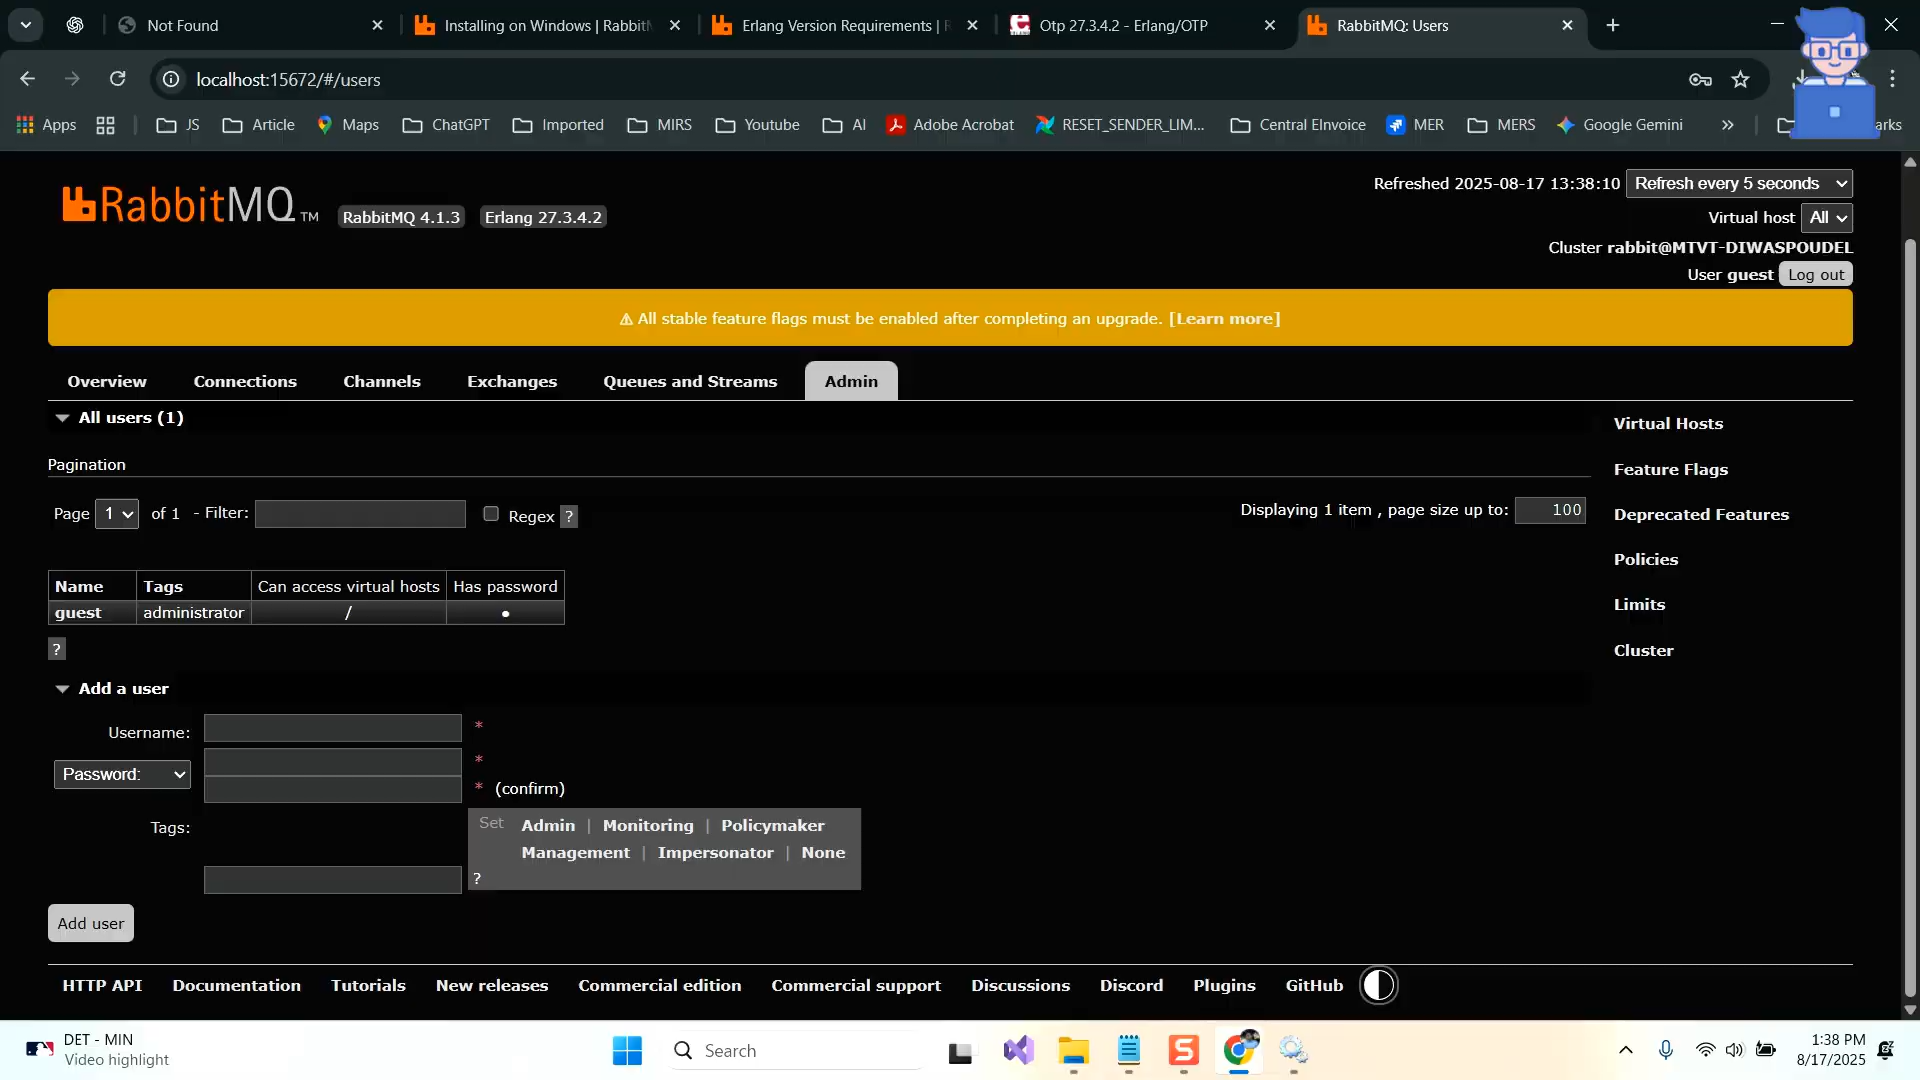 Not Found
Installing on Windows | RabbitM
Erlang Version Requirements | R
Otp 27.3.4.2 - Erlang/OTP
RabbitMQ: Users
localhost:15672/#/users
Apps
JS
Article
Maps
ChatGPT
Imported
MIRS
Youtube
AI
Adobe Acrobat
RESET_SENDER_LIM...
Central EInvoice
MER
MERS
Google Gemini
arks
RabbitMQ TM
RabbitMQ 4.1.3
Erlang 27.3.4.2
Refreshed 2025-08-17 13:38:10
Refresh every 5 seconds
Virtual host All
Cluster rabbit@MTVT-DIWASPOUDEL
User guest Log out
⚠ All stable feature flags must be enabled after completing an upgrade. [Learn more]
Overview
Connections
Channels
Exchanges
Queues and Streams
Admin
All users (1)
Pagination
Page 1 of 1 - Filter:
Regex ?
Displaying 1 item , page size up to: 100
Name Tags Can access virtual hosts Has password
guest administrator / ●
?
Add a user
Username: *
Password: *
* (confirm)
Tags:
Set Admin | Monitoring | Policymaker
Management | Impersonator | None
?
Add user
Virtual Hosts
Feature Flags
Deprecated Features
Policies
Limits
Cluster
HTTP API
Documentation
Tutorials
New releases
Commercial edition
Commercial support
Discussions
Discord
Plugins
GitHub
DET - MIN
Video highlight
Search
1:38 PM
8/17/2025